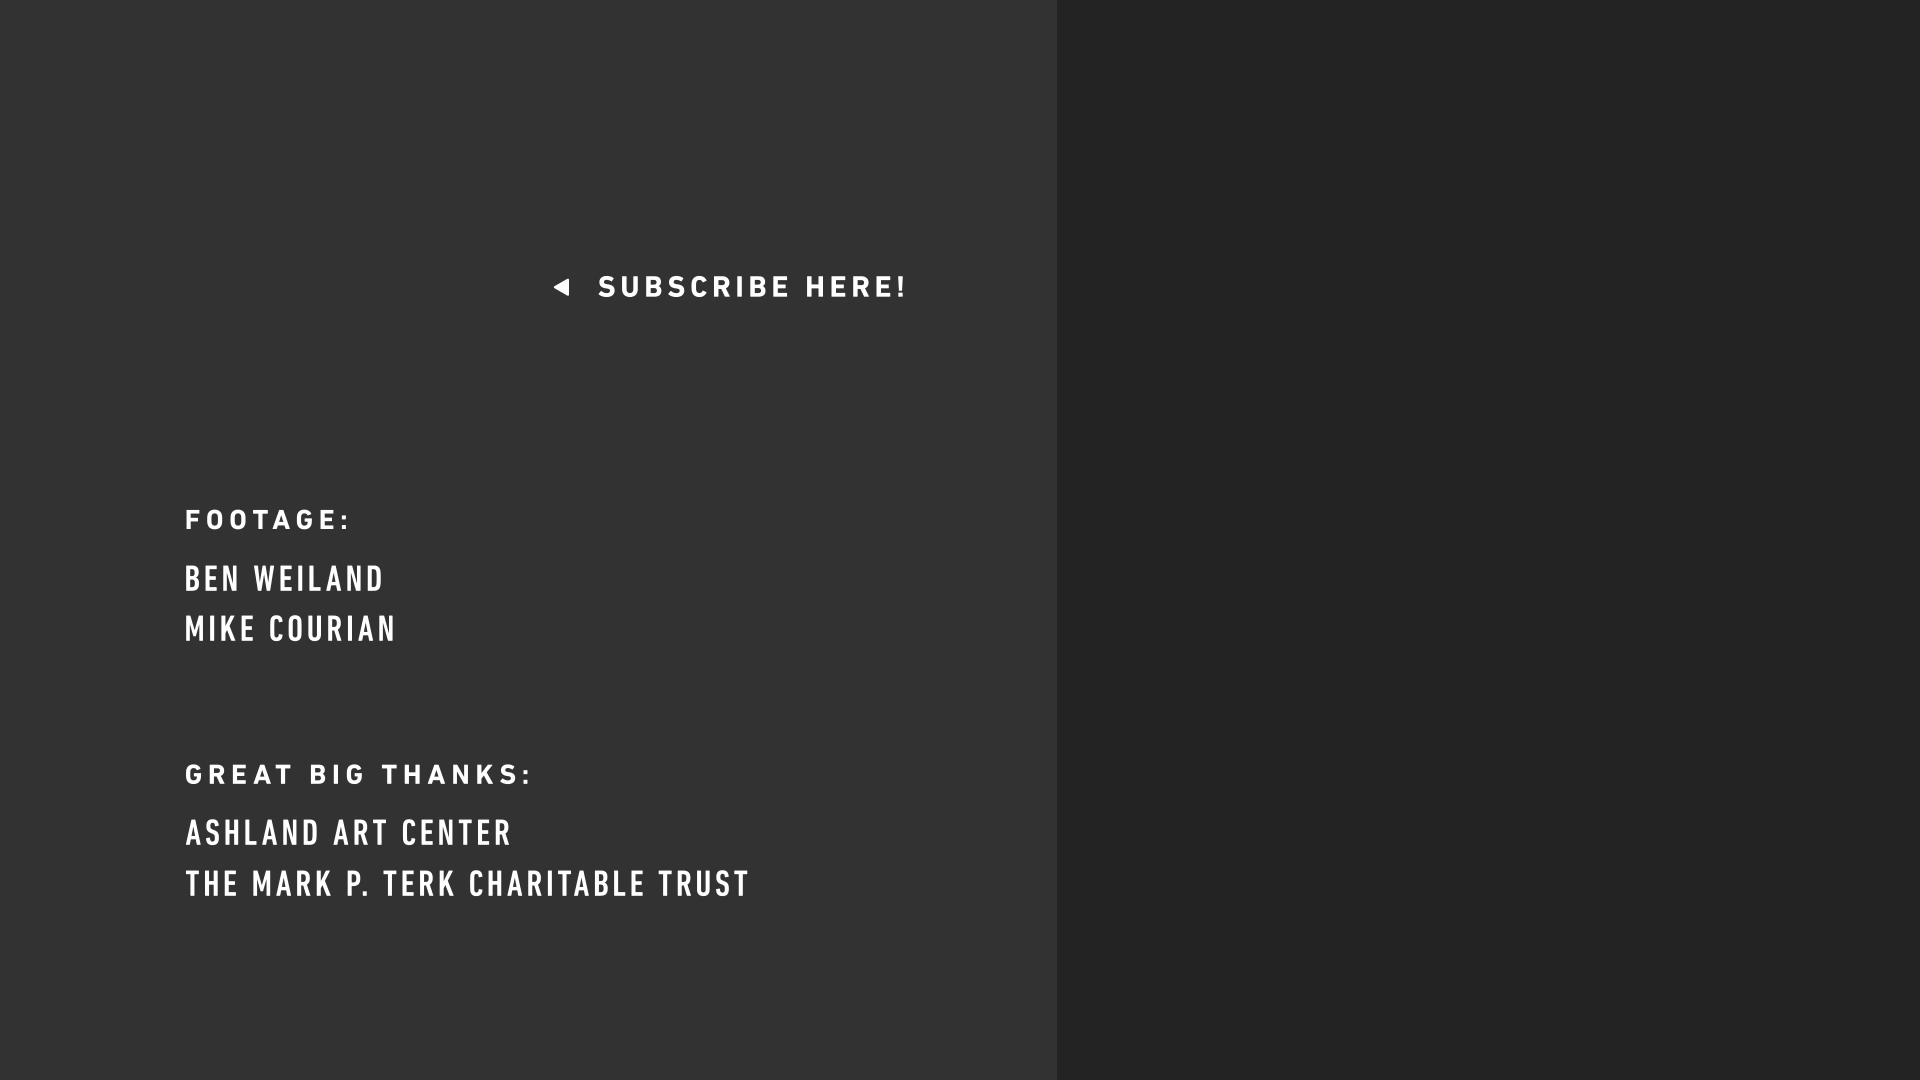 ◀ SUBSCRIBE HERE!
FOOTAGE:
BEN WEILAND
MIKE COURIAN
GREAT BIG THANKS:
ASHLAND ART CENTER
THE MARK P. TERK CHARITABLE TRUST